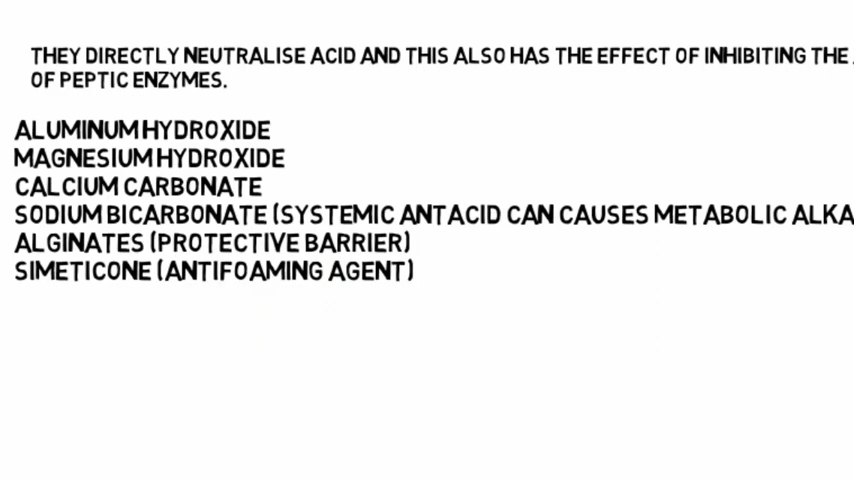 THEY DIRECTLY NEUTRALISE ACID AND THIS ALSO HAS THE EFFECT OF INHIBITING THE
OF PEPTIC ENZYMES.
ALUMINUM HYDROXIDE
MAGNESIUM HYDROXIDE
CALCIUM CARBONATE
SODIUM BICARBONATE (SYSTEMIC ANTACID CAN CAUSES METABOLIC ALKA
ALGINATES (PROTECTIVE BARRIER)
SIMETICONE (ANTIFOAMING AGENT)